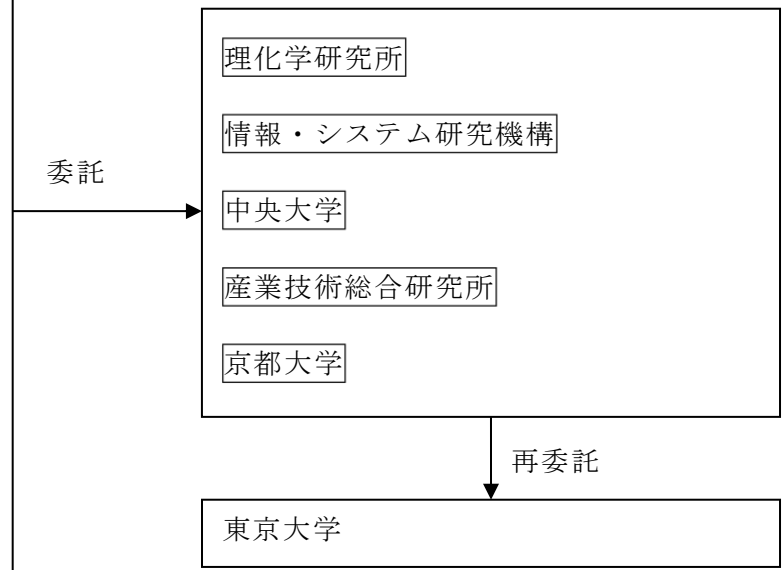 理化学研究所
情報・システム研究機構
委託
中央大学
産業技術総合研究所
京都大学
再委託
東京大学